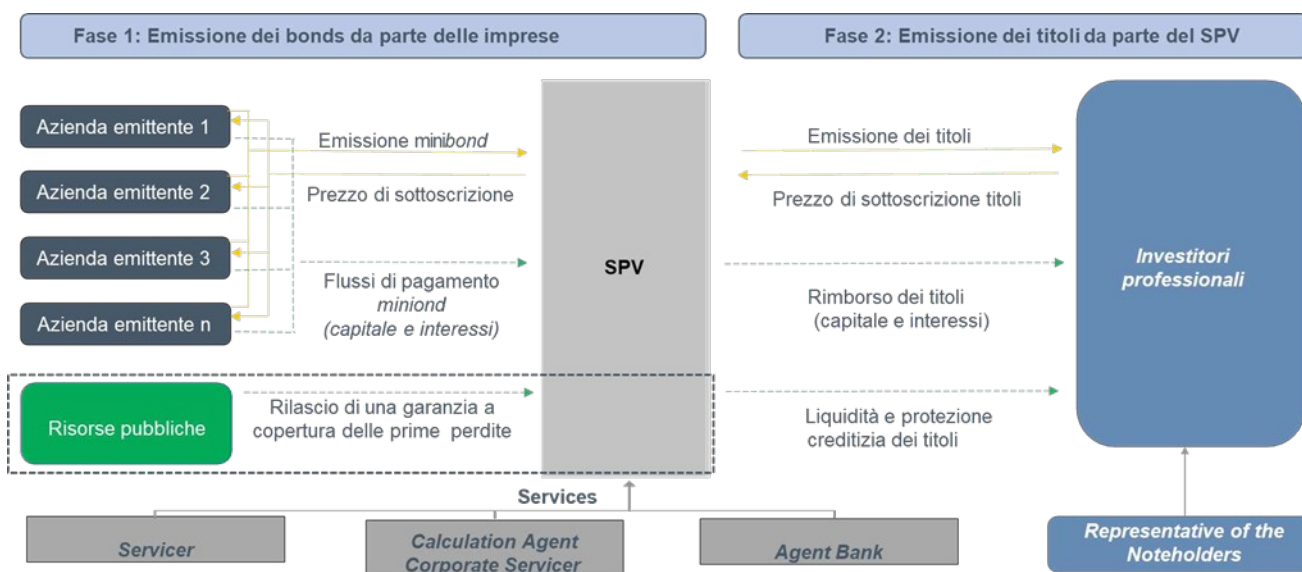 Fase 1: Emissione dei bonds da parte delle imprese
Fase 2: Emissione dei titoli da parte del SPV
Azienda emittente 1
Azienda emittente 2
Azienda emittente 3
Azienda emittente n
Emissione minibond
Prezzo di sottoscrizione
Flussi di pagamento
miniond
(capitale e interessi)
Risorse pubbliche
Rilascio di una garanzia a
copertura delle prime perdite
SPV
Emissione dei titoli
Prezzo di sottoscrizione titoli
Rimborso dei titoli
(capitale e interessi)
Liquidità e protezione
creditizia dei titoli
Investitori
professionali
Services
Servicer
Calculation Agent
Corporate Servicer
Agent Bank
Representative of the
Noteholders